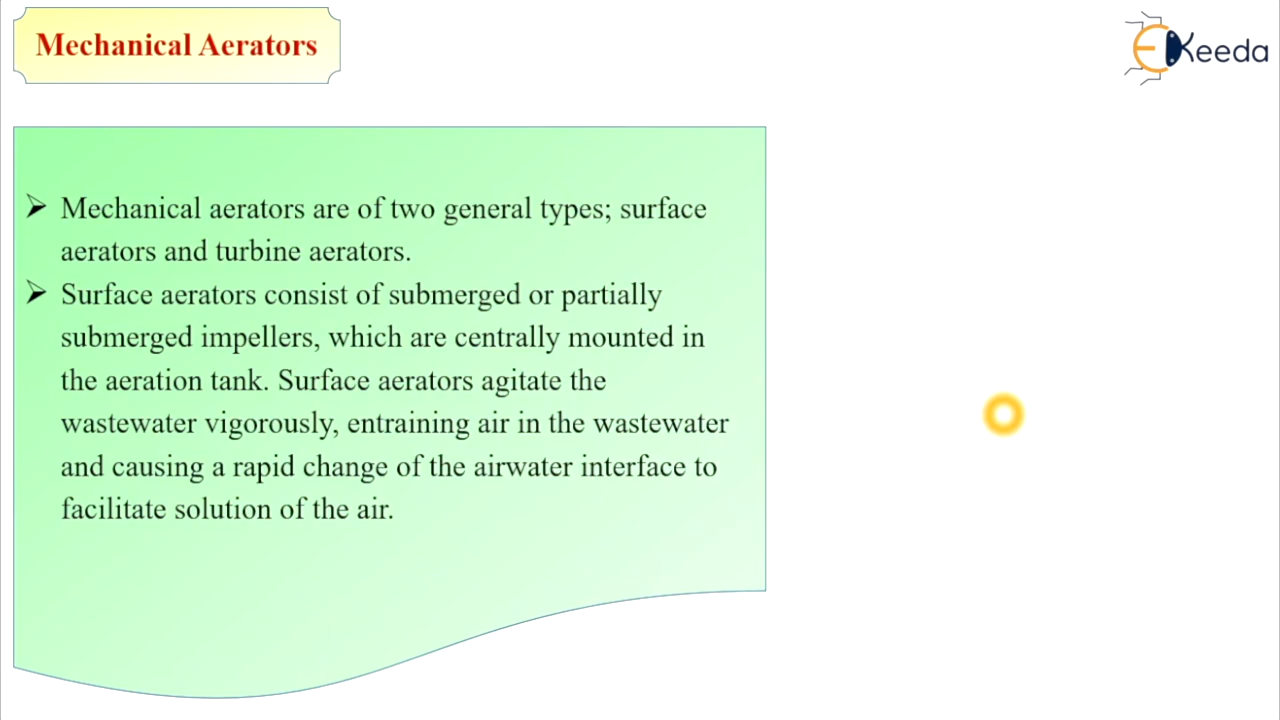 Mechanical Aerators
EKeeda
➢ Mechanical aerators are of two general types; surface
aerators and turbine aerators.
➢ Surface aerators consist of submerged or partially
submerged impellers, which are centrally mounted in
the aeration tank. Surface aerators agitate the
wastewater vigorously, entraining air in the wastewater
and causing a rapid change of the airwater interface to
facilitate solution of the air.